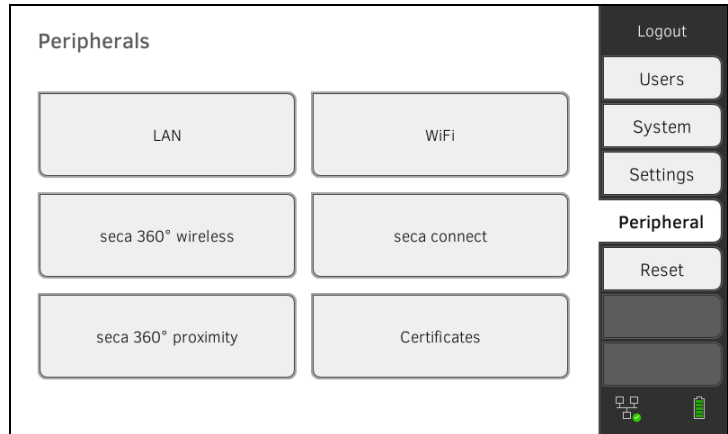 Peripherals
LAN
WiFi
seca 360° wireless
seca connect
seca 360° proximity
Certificates
Logout
Users
System
Settings
Peripheral
Reset